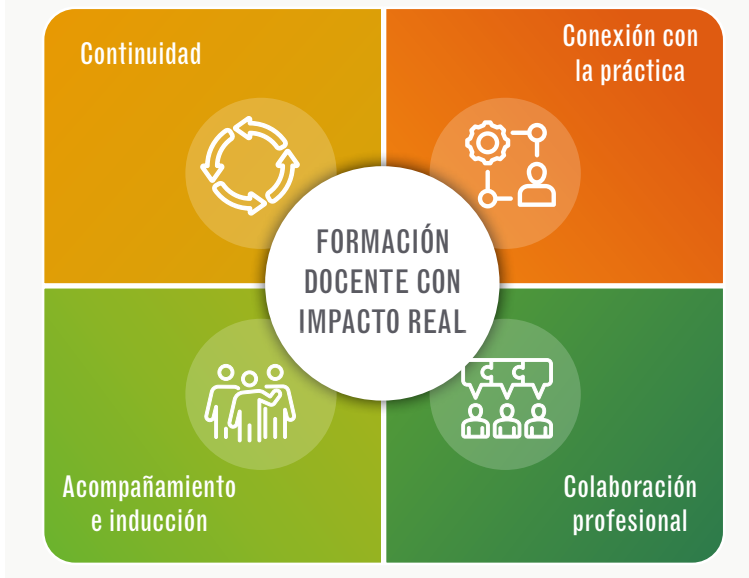 Continuidad
Conexión con
la práctica
FORMACIÓN
DOCENTE CON
IMPACTO REAL
Acompañamiento
e inducción
Colaboración
profesional